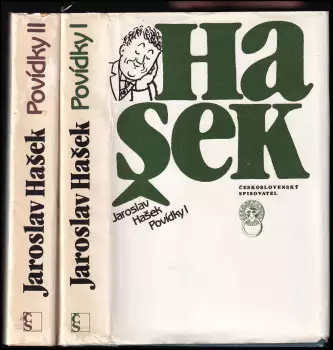 Jaroslav Hašek Povídky II
Jaroslav Hašek Povídky I
Ha
šek
ČESKOSLOVENSKÝ
SPISOVATEL
Jaroslav
Hašek
Povídky I
ČS
ČS